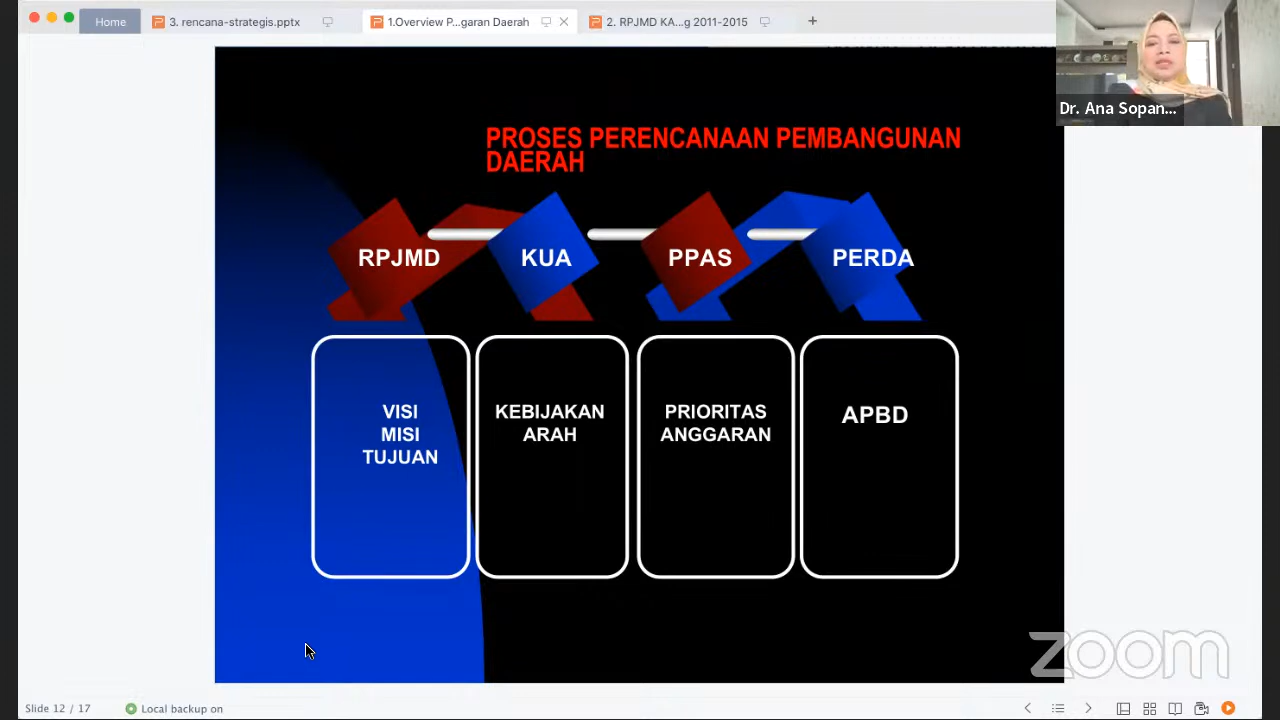 Home
3. rencana-strategis.pptx
1.Overview P...garan Daerah
2. RPJMD KA...g 2011-2015
Dr. Ana Sopan...
PROSES PERENCANAAN PEMBANGUNAN
DAERAH
RPJMD
KUA
PPAS
PERDA
VISI
MISI
TUJUAN
KEBIJAKAN
ARAH
PRIORITAS
ANGGARAN
APBD
zoom
Slide 12 / 17
Local backup on